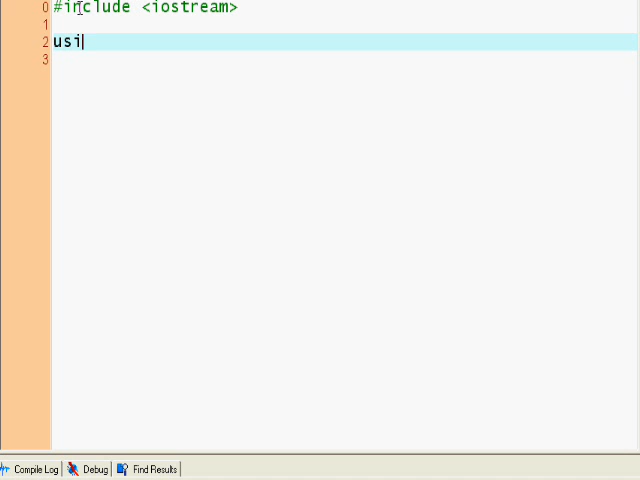 0 #include <iostream>
1
2 usi
3
Compile Log Debug Find Results